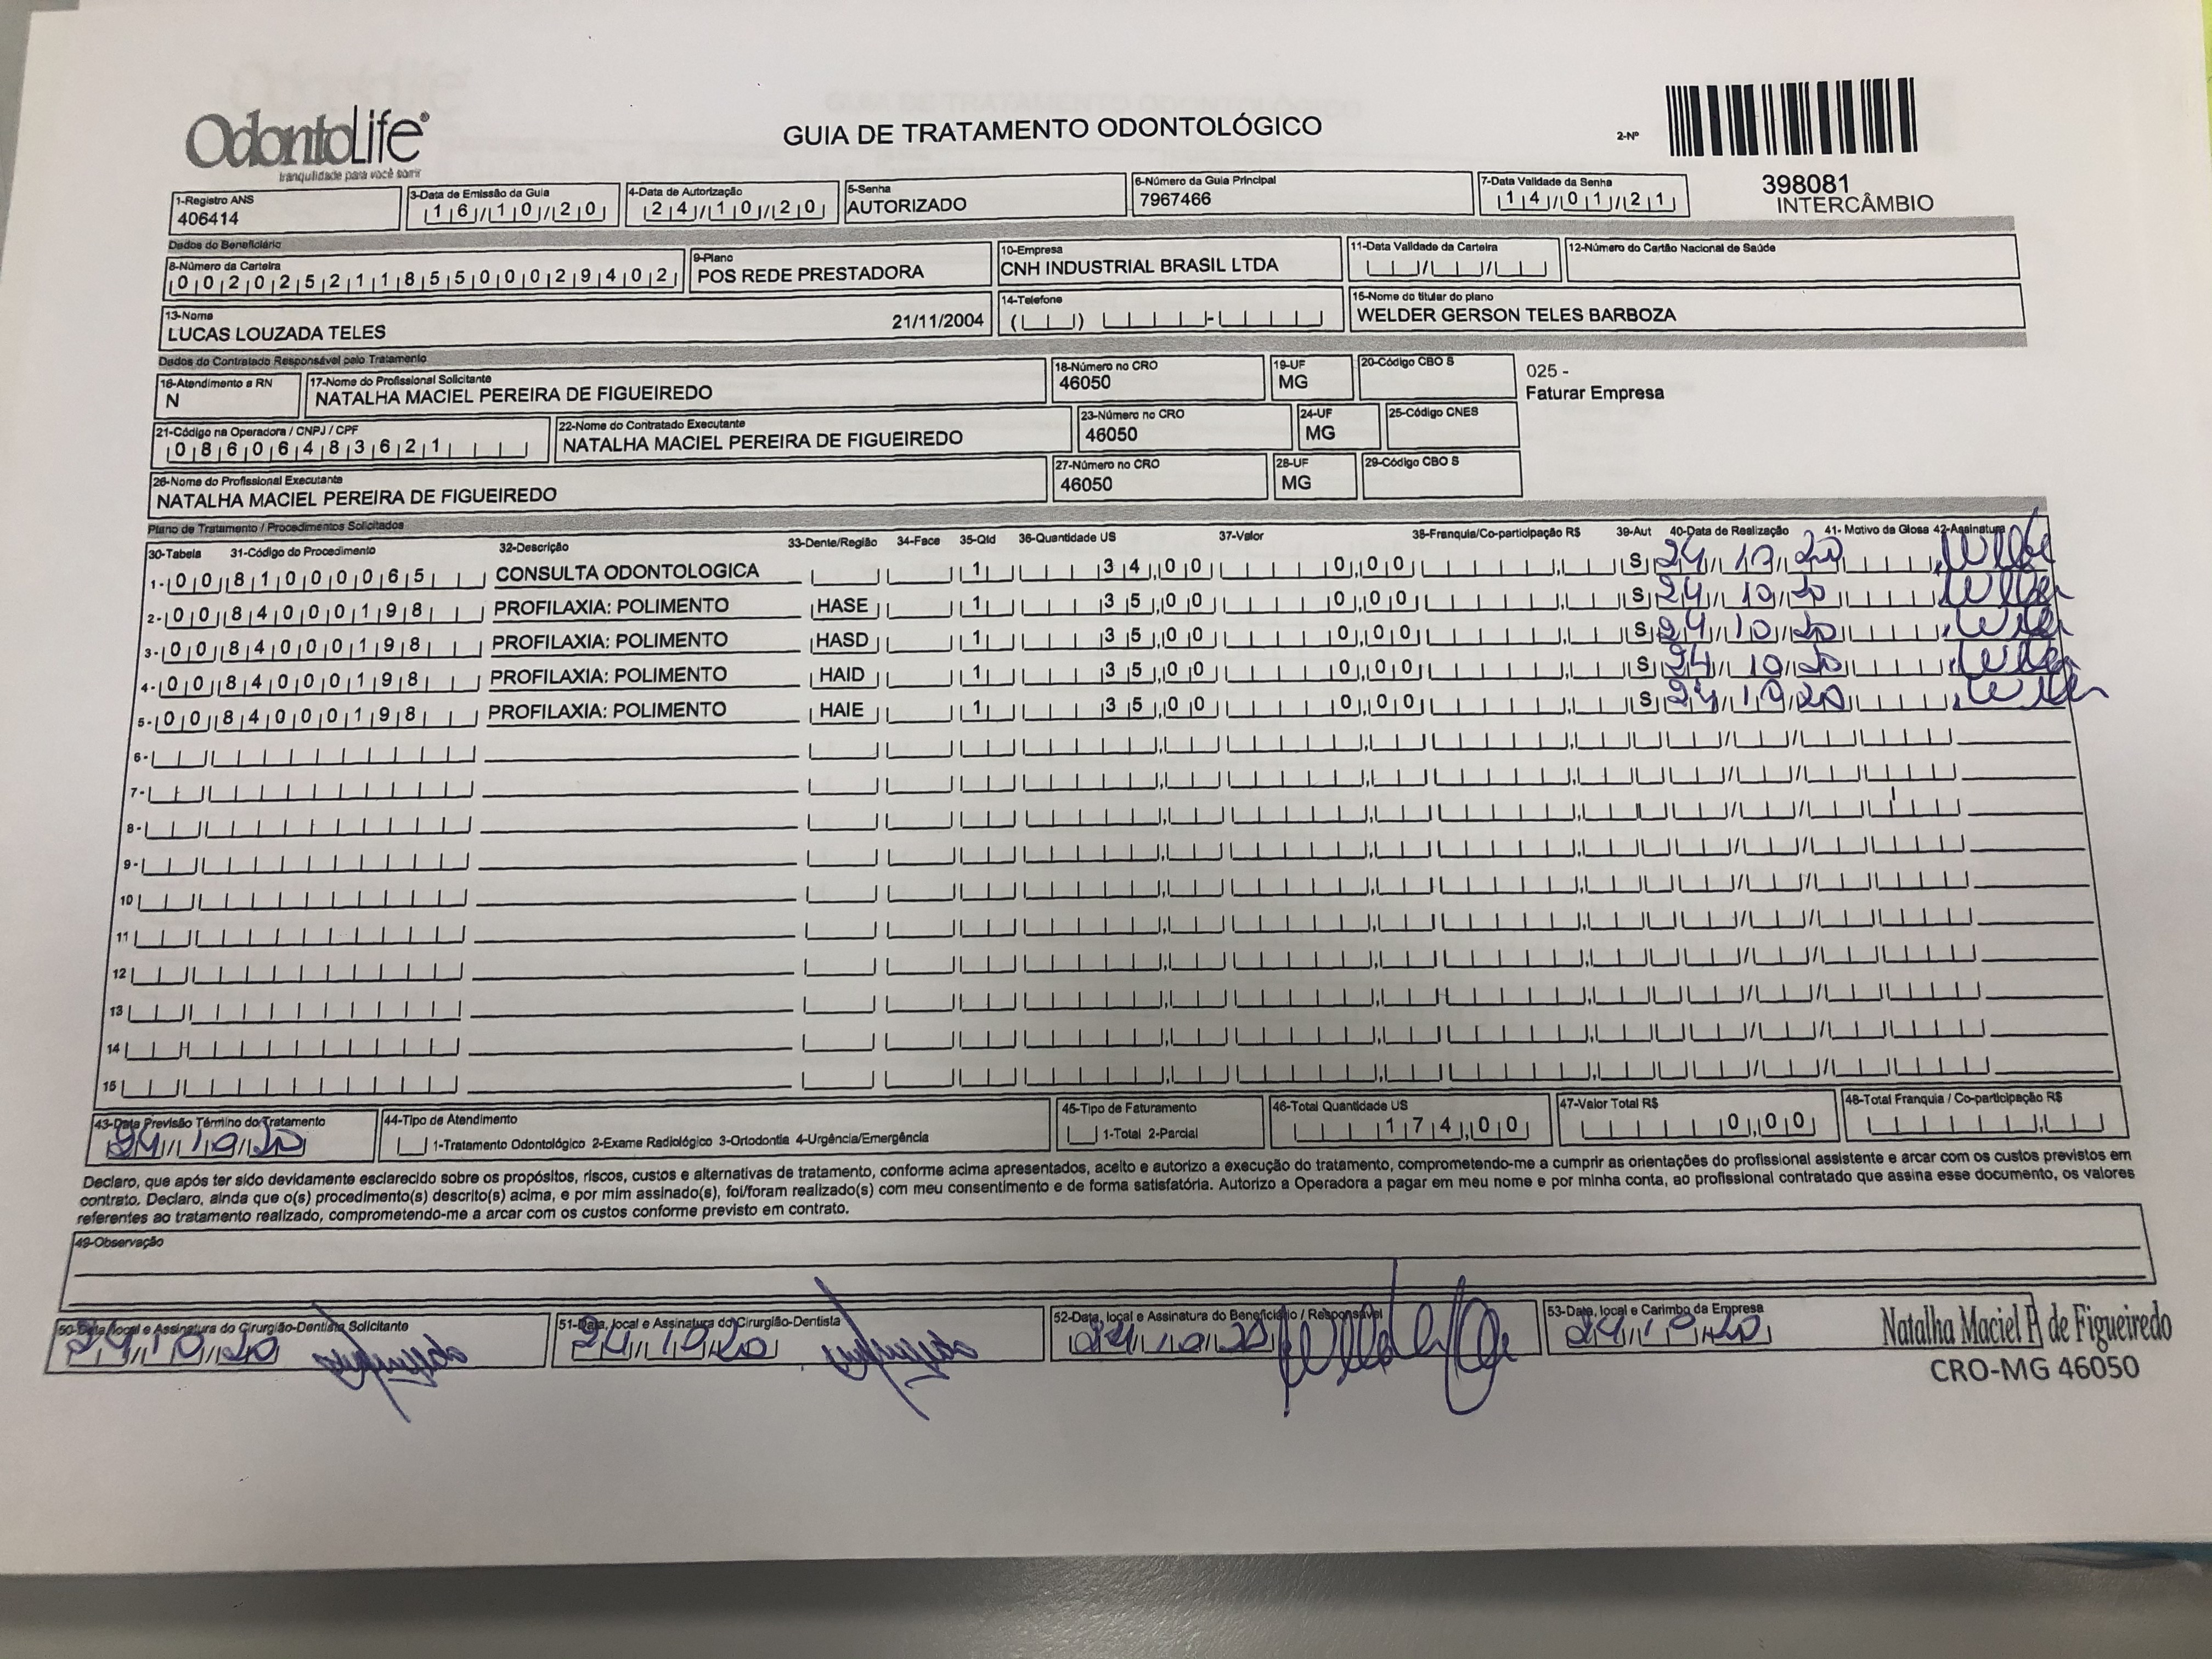 OdontoLife®
tranquilidade para você sorrir
GUIA DE TRATAMENTO ODONTOLÓGICO
2-Nº
398081
INTERCÂMBIO
1-Registro ANS
406414
3-Data de Emissão da Guia
16/10/20
4-Data de Autorização
24/10/20
5-Senha
AUTORIZADO
6-Número da Guia Principal
7967466
7-Data Validade da Senha
14/01/21
Dados do Beneficiário
8-Número da Carteira
00202521185500029402
9-Plano
POS REDE PRESTADORA
10-Empresa
CNH INDUSTRIAL BRASIL LTDA
11-Data Validade da Carteira
12-Número do Cartão Nacional de Saúde
13-Nome
LUCAS LOUZADA TELES 21/11/2004
14-Telefone
15-Nome do titular do plano
WELDER GERSON TELES BARBOZA
Dados do Contratado Responsável pelo Tratamento
16-Atendimento a RN
N
17-Nome do Profissional Solicitante
NATALHA MACIEL PEREIRA DE FIGUEIREDO
18-Número no CRO
46050
19-UF
MG
20-Código CBO S
025 -
Faturar Empresa
21-Código na Operadora / CNPJ / CPF
08606483621
22-Nome do Contratado Executante
NATALHA MACIEL PEREIRA DE FIGUEIREDO
23-Número no CRO
46050
24-UF
MG
25-Código CNES
26-Nome do Profissional Executante
NATALHA MACIEL PEREIRA DE FIGUEIREDO
27-Número no CRO
46050
28-UF
MG
29-Código CBO S
Plano de Tratamento / Procedimentos Solicitados
30-Tabela 31-Código do Procedimento 32-Descrição 33-Dente/Região 34-Face 35-Qtd 36-Quantidade US 37-Valor 38-Franquia/Co-participação R$ 39-Aut 40-Data de Realização 41- Motivo da Glosa 42-Assinatura
1- 00 81000065 CONSULTA ODONTOLOGICA 1 34,00 0,00 S 24/10/20
2- 00 84000198 PROFILAXIA: POLIMENTO HASE 1 35,00 0,00 S 24/10/20
3- 00 84000198 PROFILAXIA: POLIMENTO HASD 1 35,00 0,00 S 24/10/20
4- 00 84000198 PROFILAXIA: POLIMENTO HAID 1 35,00 0,00 S 24/10/20
5- 00 84000198 PROFILAXIA: POLIMENTO HAIE 1 35,00 0,00 S 24/10/20
6-
7-
8-
9-
10
11
12
13
14
15
43-Data Previsão Término do Tratamento
24/10/20
44-Tipo de Atendimento
1-Tratamento Odontológico 2-Exame Radiológico 3-Ortodontia 4-Urgência/Emergência
45-Tipo de Faturamento
1-Total 2-Parcial
46-Total Quantidade US
174,00
47-Valor Total R$
0,00
48-Total Franquia / Co-participação R$
Declaro, que após ter sido devidamente esclarecido sobre os propósitos, riscos, custos e alternativas de tratamento, conforme acima apresentados, aceito e autorizo a execução do tratamento, comprometendo-me a cumprir as orientações do profissional assistente e arcar com os custos previstos em
contrato. Declaro, ainda que o(s) procedimento(s) descrito(s) acima, e por mim assinado(s), foi/foram realizado(s) com meu consentimento e de forma satisfatória. Autorizo a Operadora a pagar em meu nome e por minha conta, ao profissional contratado que assina esse documento, os valores
referentes ao tratamento realizado, comprometendo-me a arcar com os custos conforme previsto em contrato.
49-Observação
50-Data, local e Assinatura do Cirurgião-Dentista Solicitante
24/10/20
51-Data, local e Assinatura do Cirurgião-Dentista
24/10/20
52-Data, local e Assinatura do Beneficiário / Responsável
24/10/20
53-Data, local e Carimbo da Empresa
24/10/20
Natalha Maciel P. de Figueiredo
CRO-MG 46050